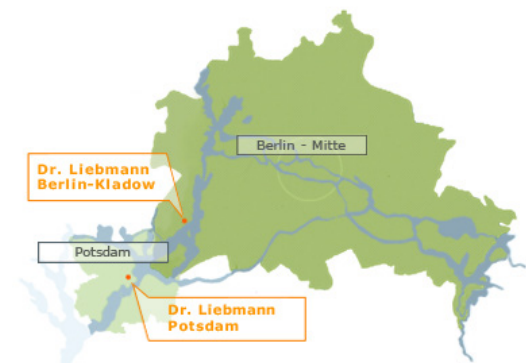 Berlin - Mitte
Dr. Liebmann
Berlin-Kladow
Potsdam
Dr. Liebmann
Potsdam